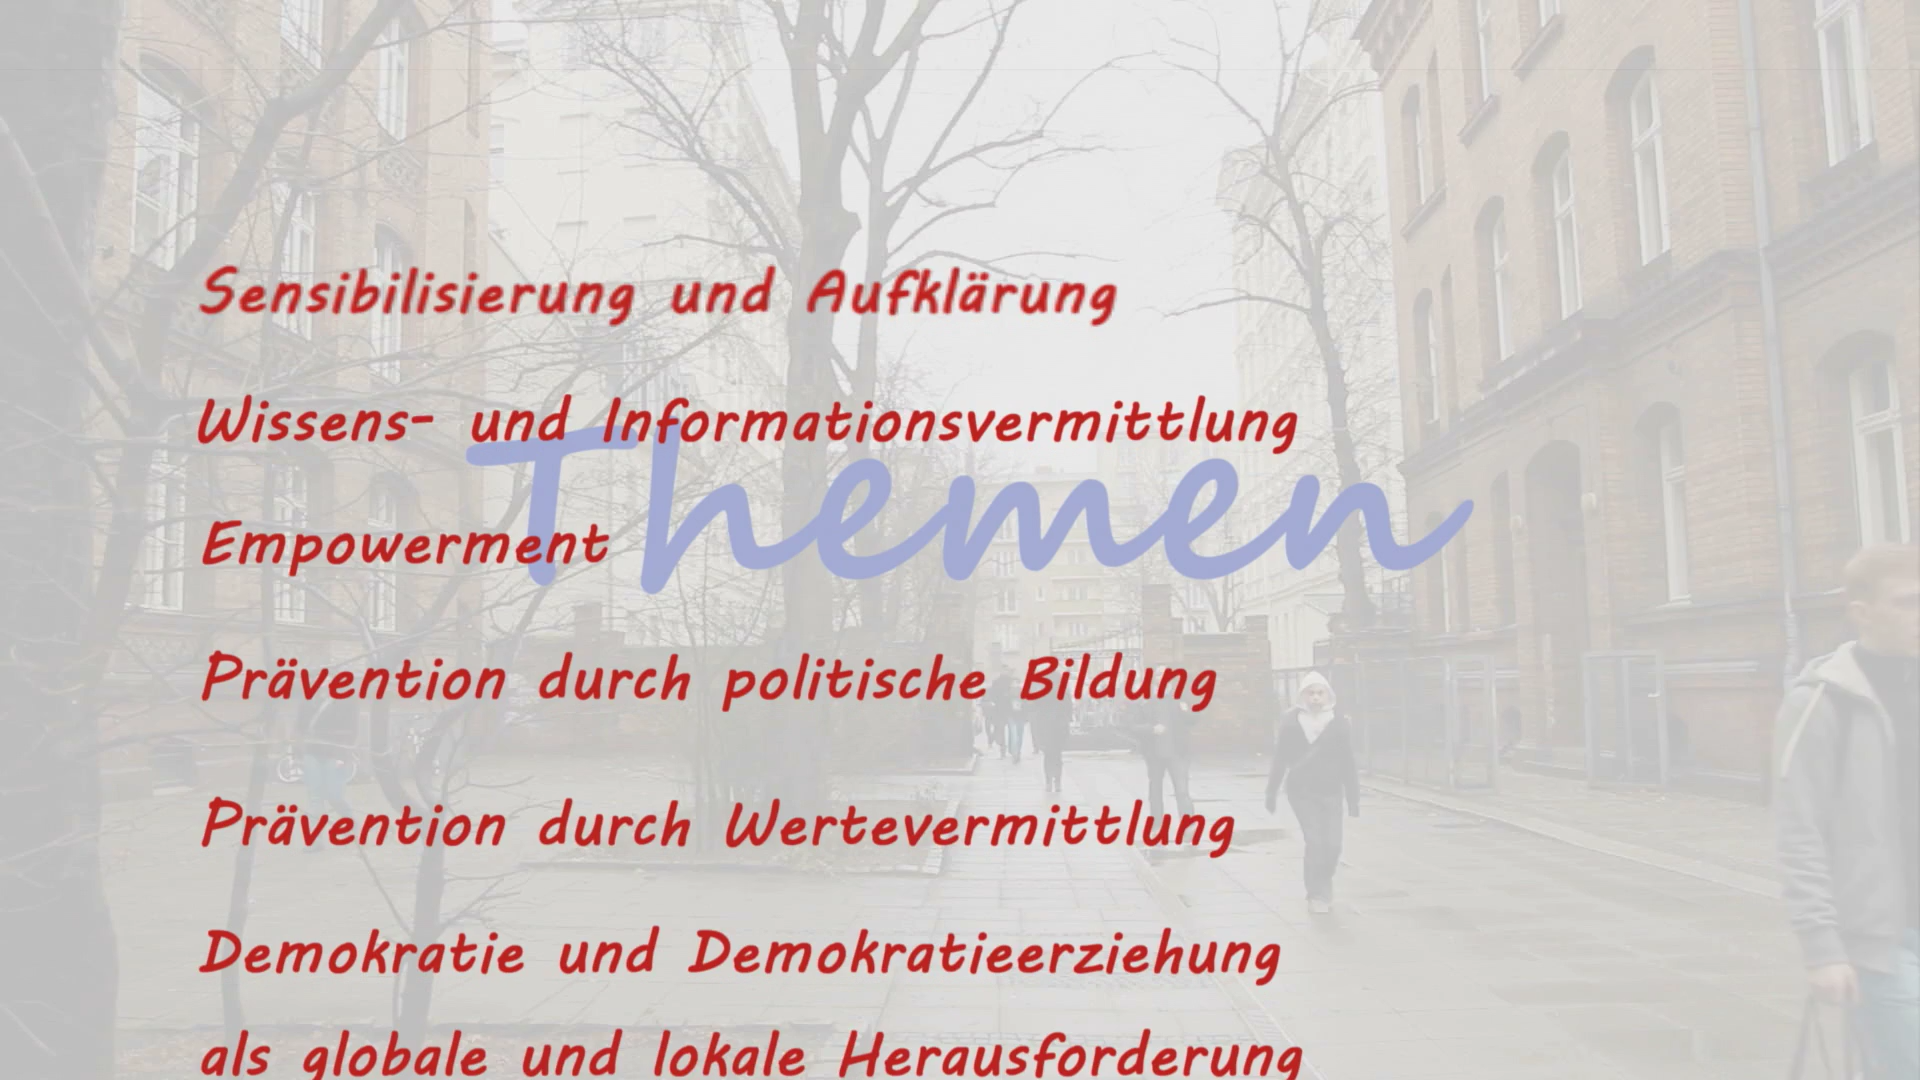 Sensibilisierung und Aufklärung
Wissens- und Informationsvermittlung
Themen
Empowerment
Prävention durch politische Bildung
Prävention durch Wertevermittlung
Demokratie und Demokratieerziehung
als globale und lokale Herausforderung